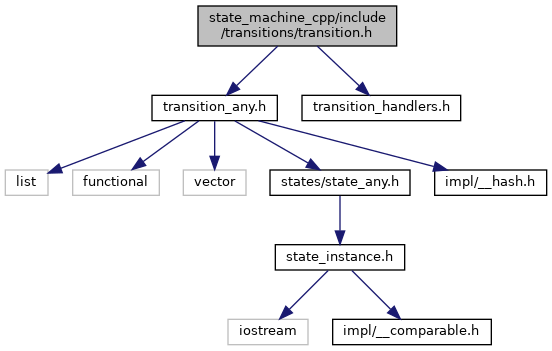 state_machine_cpp/include
/transitions/transition.h
transition_any.h
transition_handlers.h
list
functional
vector
states/state_any.h
impl/__hash.h
state_instance.h
iostream
impl/__comparable.h